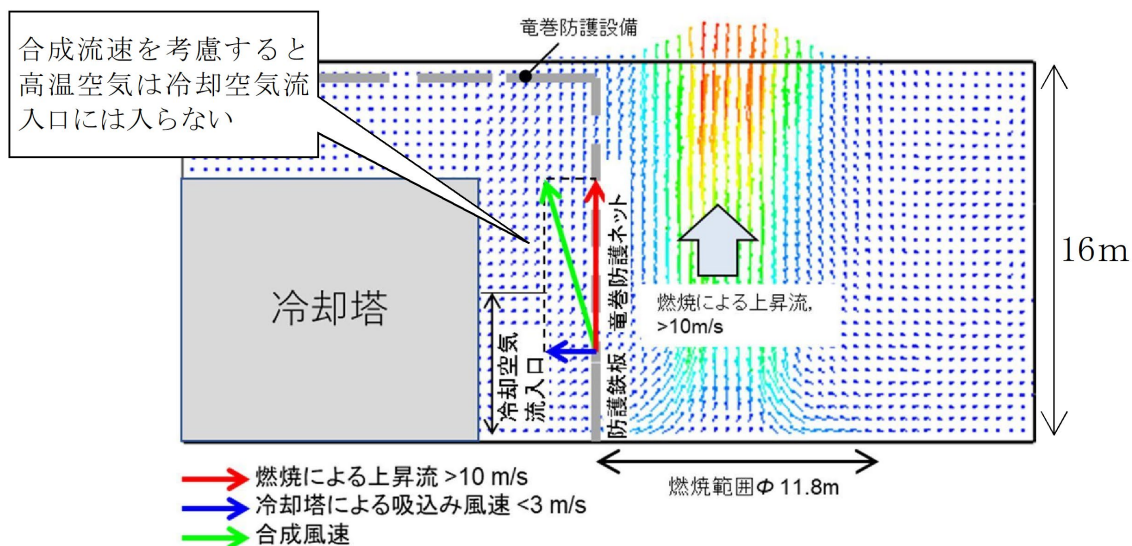 合成流速を考慮すると
高温空気は冷却空気流
入口には入らない
竜巻防護設備
竜巻防護ネット
防護鉄板
冷却塔
冷却空気
流入口
燃焼による上昇流,
>10m/s
16m
燃焼範囲Φ 11.8m
燃焼による上昇流 >10 m/s
冷却塔による吸込み風速 <3 m/s
合成風速